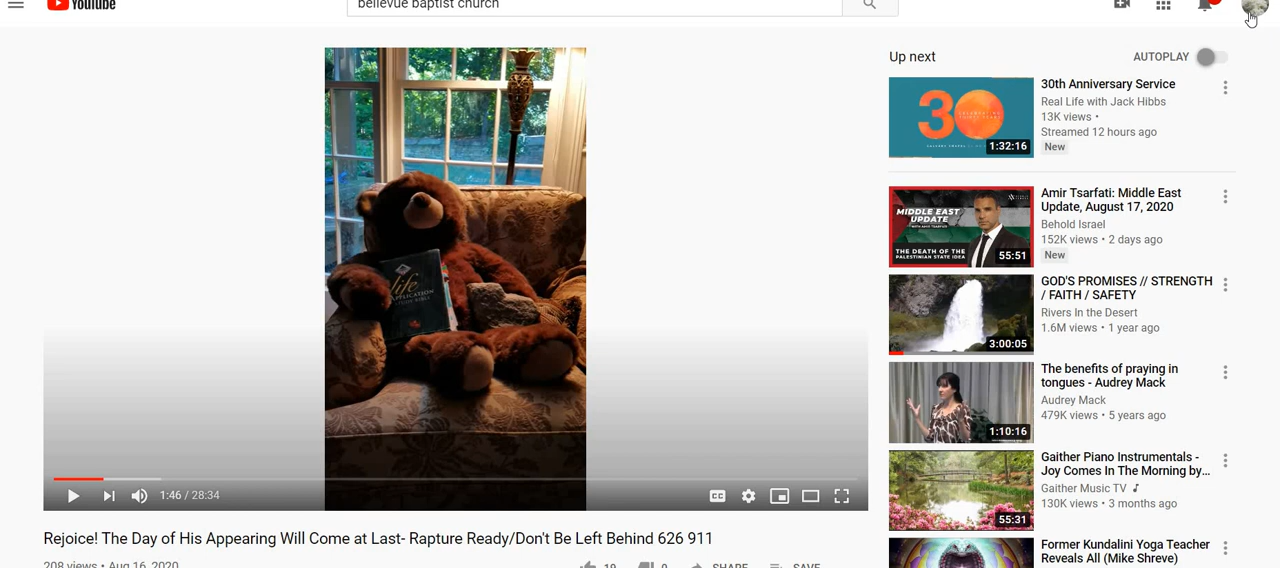 YouTube
bellevue baptist church
Up next
AUTOPLAY
30
30th Anniversary Service
Real Life with Jack Hibbs
13K views •
Streamed 12 hours ago
New
1:32:16
MIDDLE EAST
UPDATE
THE DEATH OF THE
PALESTINIAN STATE IDEA
55:51
Amir Tsarfati: Middle East
Update, August 17, 2020
Behold Israel
152K views • 2 days ago
New
GOD'S PROMISES // STRENGTH
/ FAITH / SAFETY
Rivers In the Desert
1.6M views • 1 year ago
3:00:05
The benefits of praying in
tongues - Audrey Mack
Audrey Mack
479K views • 5 years ago
1:10:16
Gaither Piano Instrumentals -
Joy Comes In The Morning by...
Gaither Music TV
130K views • 3 months ago
55:31
Former Kundalini Yoga Teacher
Reveals All (Mike Shreve)
life
APPLICATION
STUDY BIBLE
1:46 / 28:34
CC
Rejoice! The Day of His Appearing Will Come at Last- Rapture Ready/Don't Be Left Behind 626 911
208 views • Aug 16, 2020
19
0
SHARE
SAVE